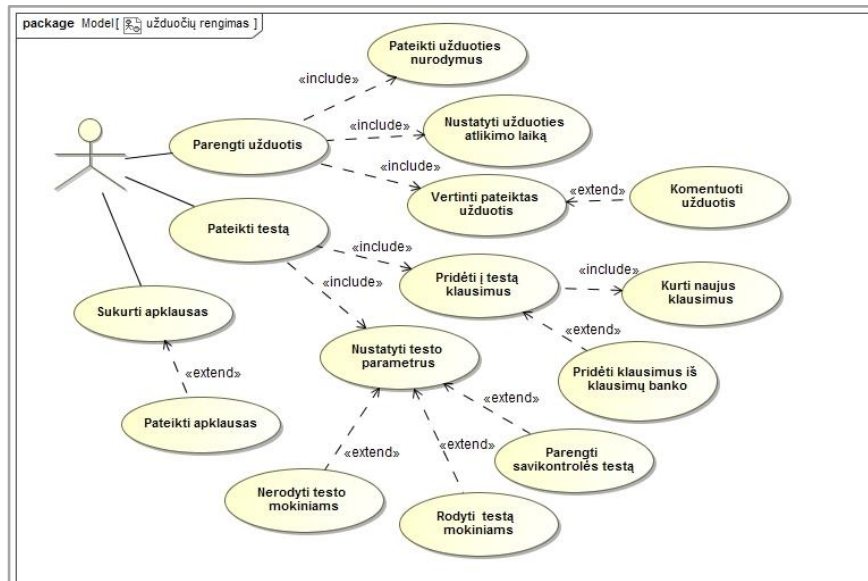 package Model[ užduočių rengimas ]
Pateikti užduoties
nurodymus
«include»
Parengti užduotis
«include»
Nustatyti užduoties
atlikimo laiką
«include»
Vertinti pateiktas
užduotis
«extend»
Komentuoti
užduotis
Pateikti testą
«include»
Pridėti į testą
klausimus
«include»
Kurti naujus
klausimus
«include»
Sukurti apklausas
«extend»
Nustatyti testo
parametrus
Pridėti klausimus iš
klausimų banko
«extend»
Pateikti apklausas
«extend»
«extend»
«extend»
Parengti
savikontrolės testą
Nerodyti testo
mokiniams
Rodyti testą
mokiniams